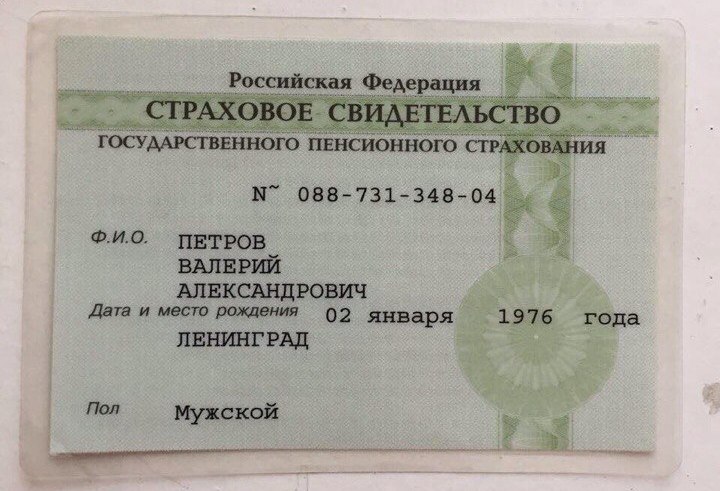 Российская Федерация
СТРАХОВОЕ СВИДЕТЕЛЬСТВО
ГОСУДАРСТВЕННОГО ПЕНСИОННОГО СТРАХОВАНИЯ
N~ 088-731-348-04
Ф.И.О. ПЕТРОВ
ВАЛЕРИЙ
АЛЕКСАНДРОВИЧ
Дата и место рождения 02 января 1976 года
ЛЕНИНГРАД
Пол Мужской